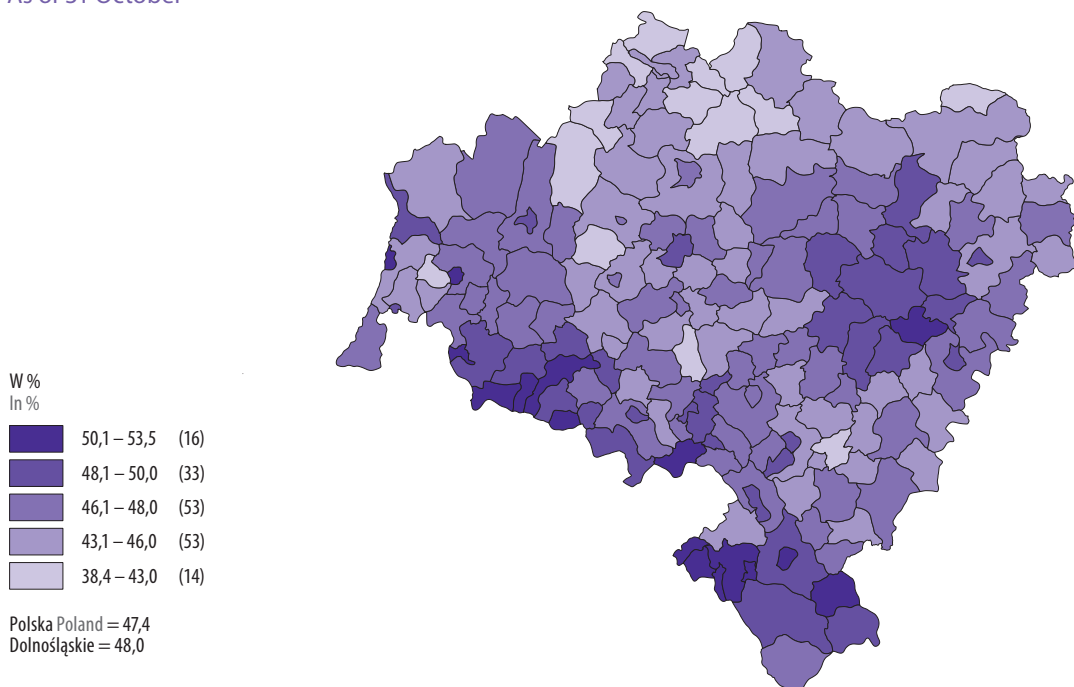 As of 31 October
W %
In %
50,1 – 53,5 (16)
48,1 – 50,0 (33)
46,1 – 48,0 (53)
43,1 – 46,0 (53)
38,4 – 43,0 (14)
Polska Poland = 47,4
Dolnośląskie = 48,0